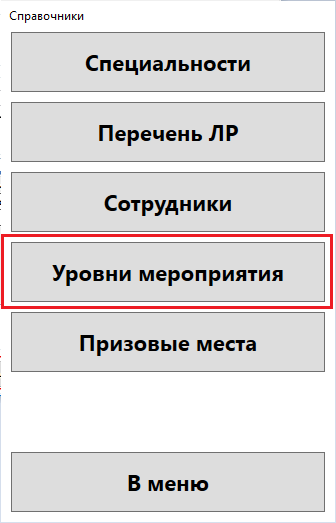 Справочники
Специальности
Перечень ЛР
Сотрудники
Уровни мероприятия
Призовые места
В меню